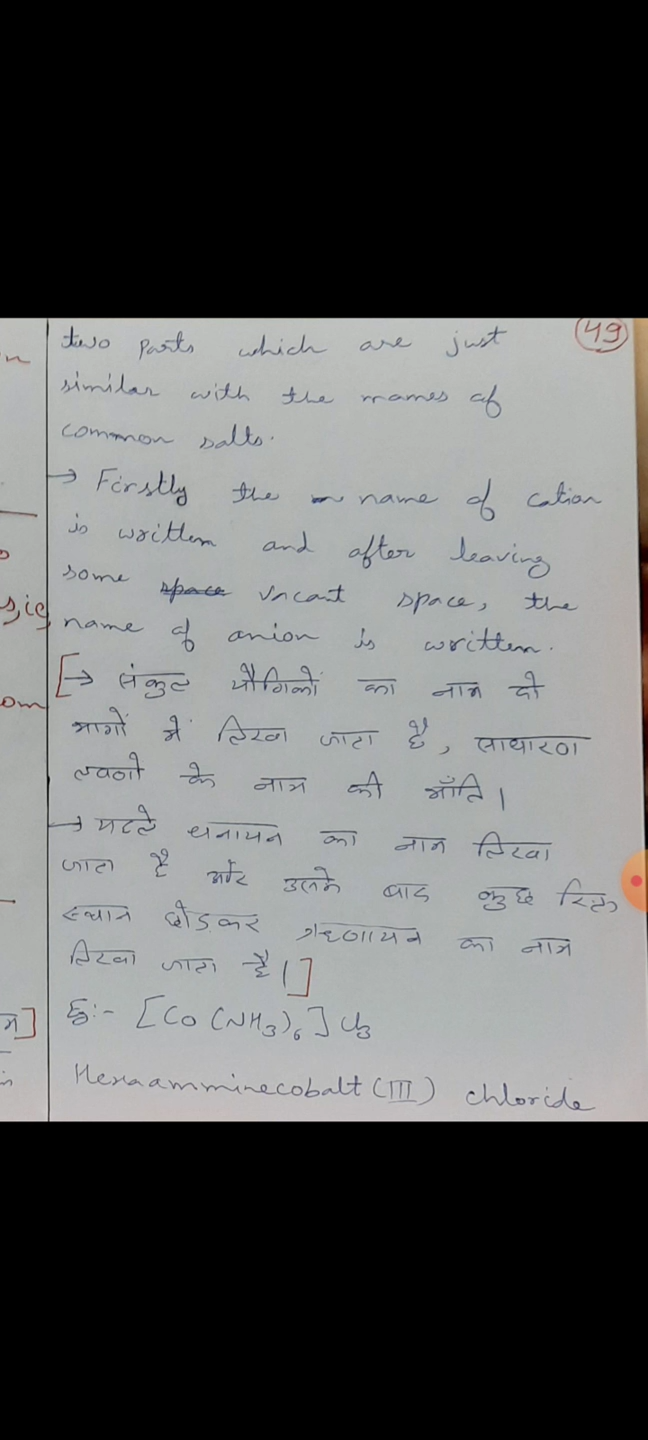 two parts which are just
49
similar with the names of
common salts.
→ Firstly the name of cation
is written and after leaving
some space vacant space, the
name of anion is written.
[→ संकुल यौगिकों का नाम दो
भागों में लिखा जाता है, साधारण
लवणों के नाम की भाँति।
→ पहले धनायन का नाम लिखा
जाता है और उसके बाद कुछ रिक्त
स्थान छोड़कर ऋणायन का नाम
लिखा जाता है।]
:- [Co(NH₃)₆]Cl₃
Hexaamminecobalt(III) chloride